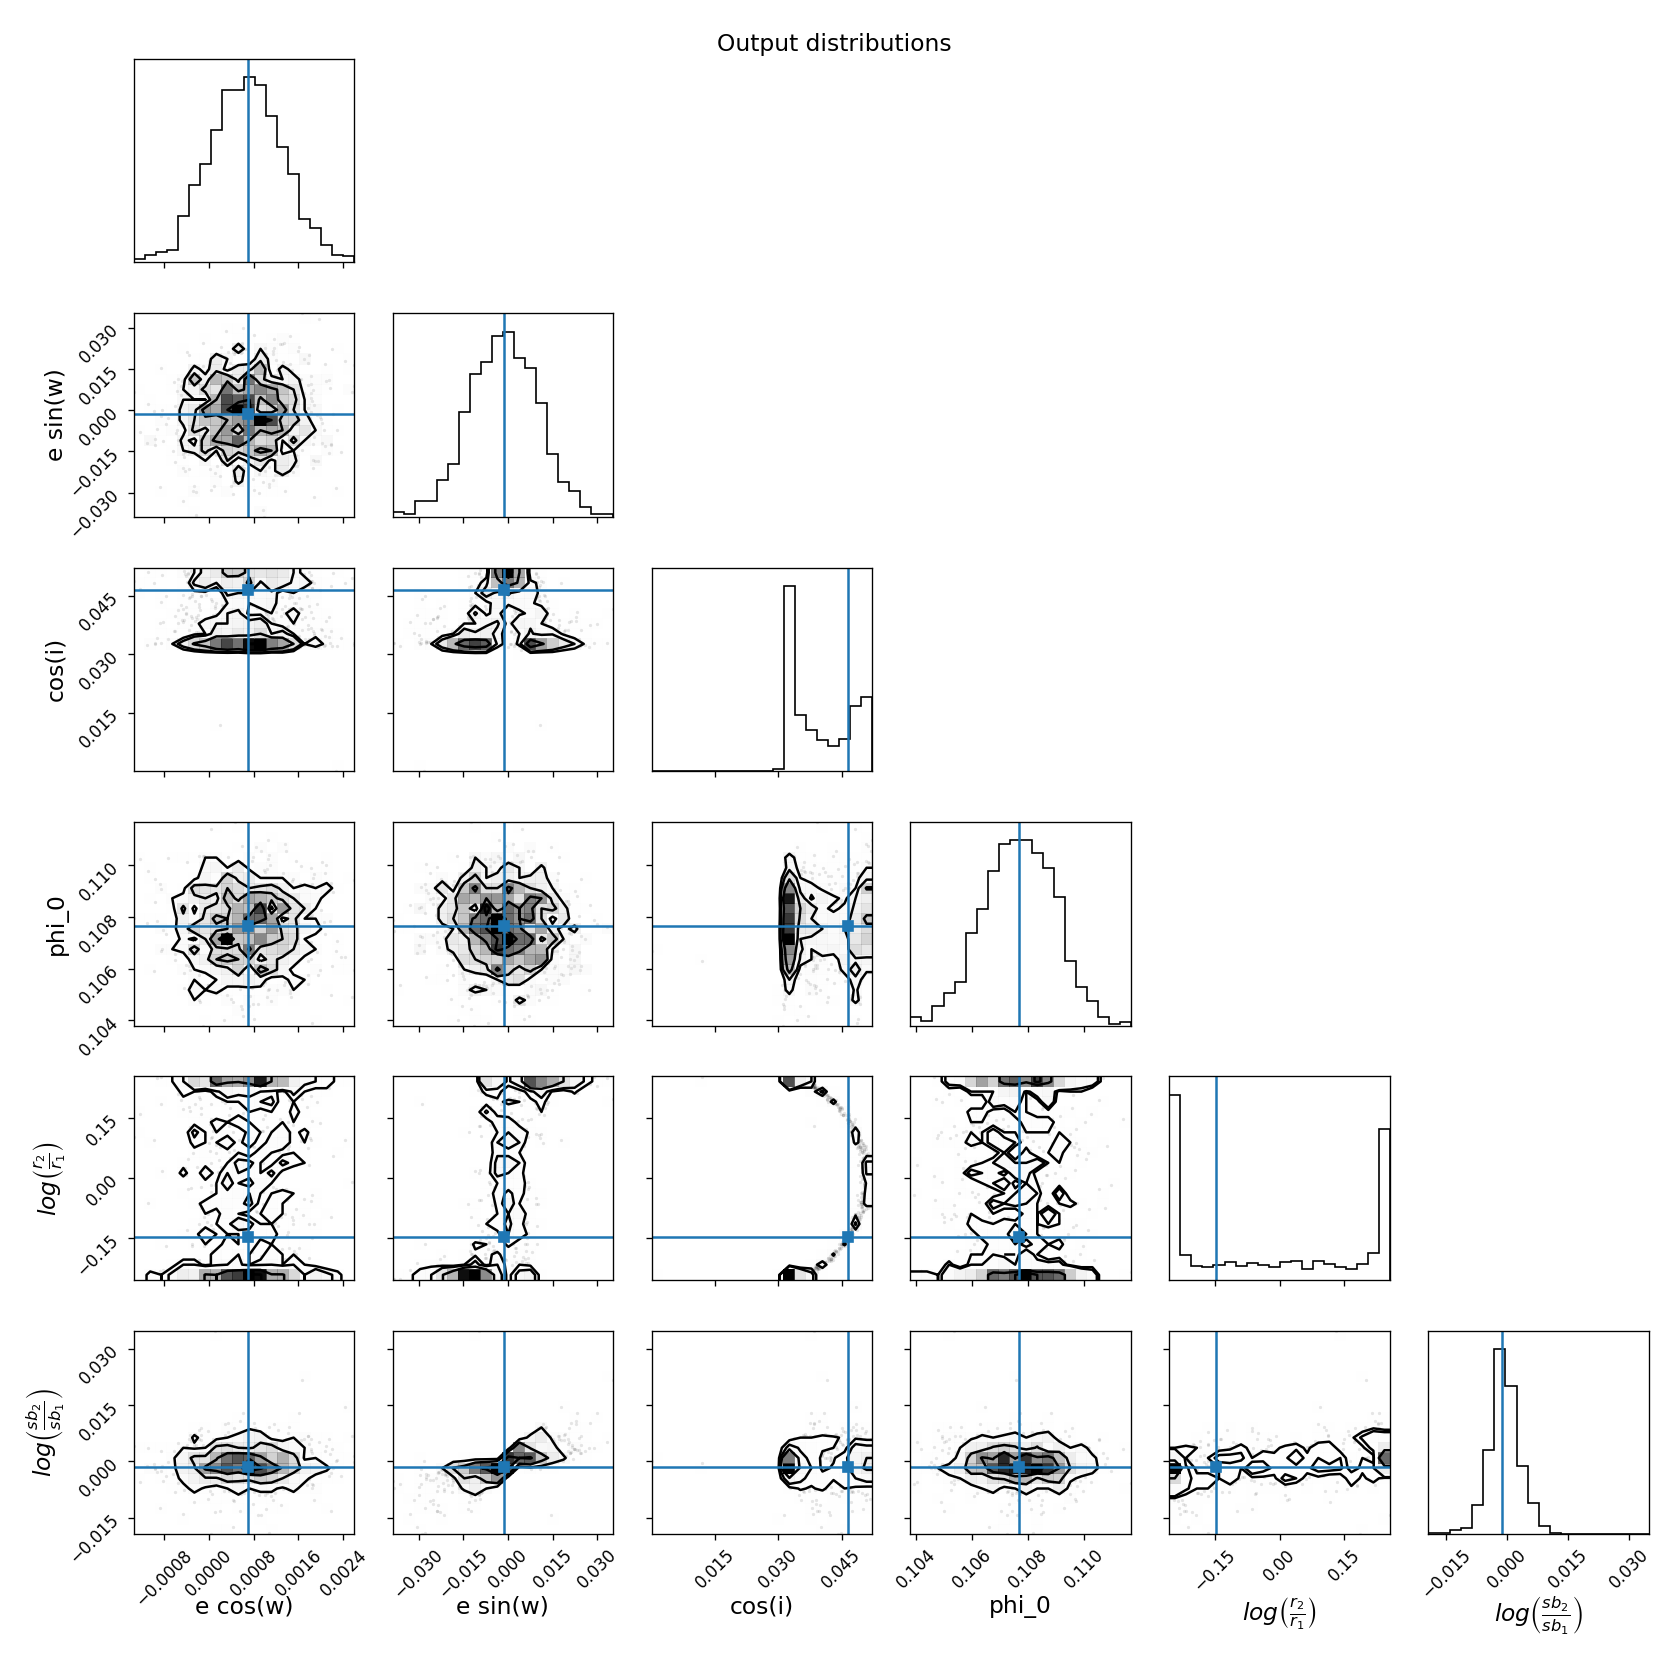 Output distributions
e sin(w)
0.030
0.015
0.000
−0.015
−0.030
cos(i)
0.045
0.030
0.015
phi_0
0.110
0.108
0.106
0.104
log(r2/r1)
0.15
0.00
−0.15
log(sb2/sb1)
0.030
0.015
0.000
−0.015
−0.0008 0.0000 0.0008 0.0016 0.0024
−0.030 −0.015 0.000 0.015 0.030
0.015 0.030 0.045
0.104 0.106 0.108 0.110
−0.15 0.00 0.15
−0.015 0.000 0.015 0.030
e cos(w) e sin(w) cos(i) phi_0 log(r2/r1) log(sb2/sb1)